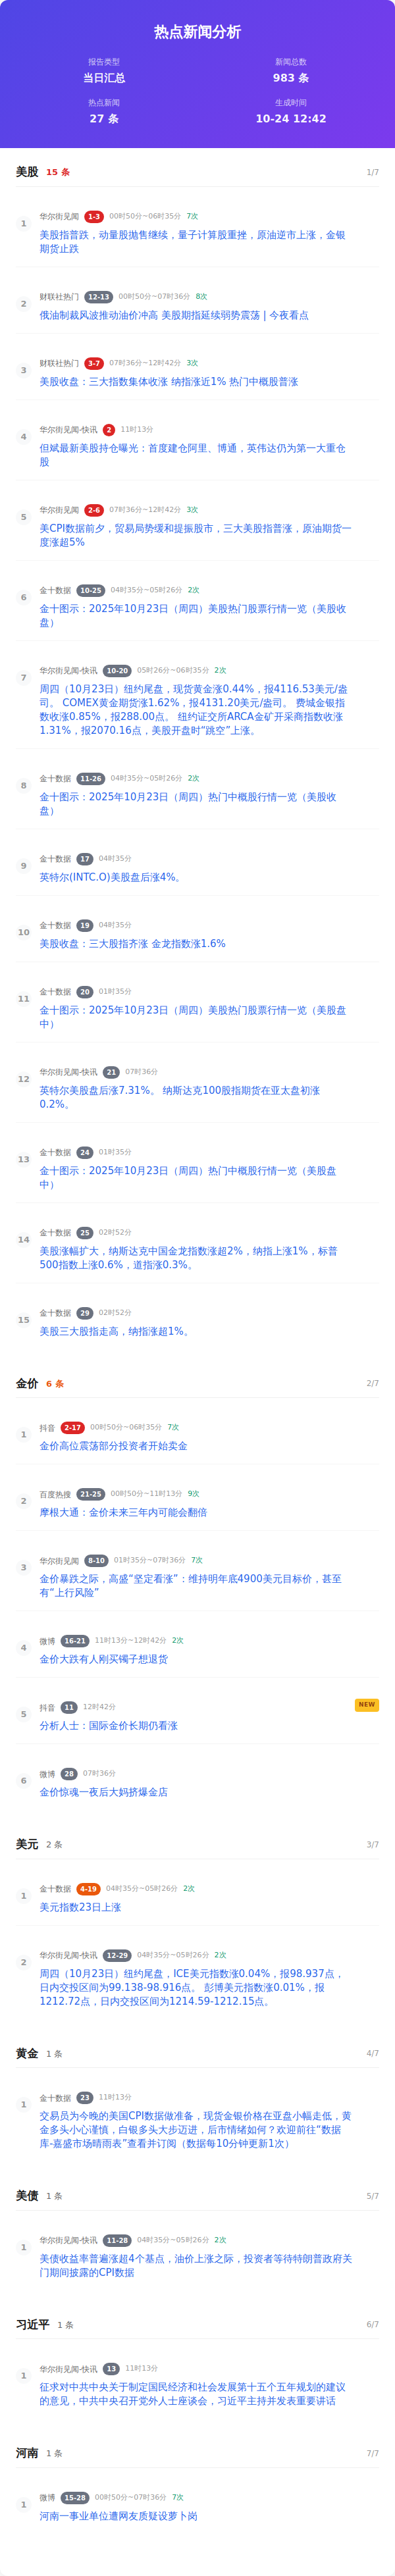 热点新闻分析
报告类型
新闻总数
当日汇总
983 条
热点新闻
生成时间
27 条
10-24 12:42
美股 15 条 1/7
1 华尔街见闻 1-3 00时50分~06时35分 7次
美股指普跌，动量股抛售继续，量子计算股重挫，原油逆市上涨，金银
期货止跌
2 财联社热门 12-13 00时50分~07时36分 8次
俄油制裁风波推动油价冲高 美股期指延续弱势震荡 | 今夜看点
3 财联社热门 3-7 07时36分~12时42分 3次
美股收盘：三大指数集体收涨 纳指涨近1% 热门中概股普涨
4 华尔街见闻-快讯 2 11时13分
但斌最新美股持仓曝光：首度建仓阿里、博通，英伟达仍为第一大重仓
股
5 华尔街见闻 2-6 07时36分~12时42分 3次
美CPI数据前夕，贸易局势缓和提振股市，三大美股指普涨，原油期货一
度涨超5%
6 金十数据 10-25 04时35分~05时26分 2次
金十图示：2025年10月23日（周四）美股热门股票行情一览（美股收
盘）
7 华尔街见闻-快讯 10-20 05时26分~06时35分 2次
周四（10月23日）纽约尾盘，现货黄金涨0.44%，报4116.53美元/盎
司。 COMEX黄金期货涨1.62%，报4131.20美元/盎司。 费城金银指
数收涨0.85%，报288.00点。 纽约证交所ARCA金矿开采商指数收涨
1.31%，报2070.16点，美股开盘时“跳空”上涨。
8 金十数据 11-26 04时35分~05时26分 2次
金十图示：2025年10月23日（周四）热门中概股行情一览（美股收
盘）
9 金十数据 17 04时35分
英特尔(INTC.O)美股盘后涨4%。
10 金十数据 19 04时35分
美股收盘：三大股指齐涨 金龙指数涨1.6%
11 金十数据 20 01时35分
金十图示：2025年10月23日（周四）美股热门股票行情一览（美股盘
中）
12 华尔街见闻-快讯 21 07时36分
英特尔美股盘后涨7.31%。 纳斯达克100股指期货在亚太盘初涨
0.2%。
13 金十数据 24 01时35分
金十图示：2025年10月23日（周四）热门中概股行情一览（美股盘
中）
14 金十数据 25 02时52分
美股涨幅扩大，纳斯达克中国金龙指数涨超2%，纳指上涨1%，标普
500指数上涨0.6%，道指涨0.3%。
15 金十数据 29 02时52分
美股三大股指走高，纳指涨超1%。
金价 6 条 2/7
1 抖音 2-17 00时50分~06时35分 7次
金价高位震荡部分投资者开始卖金
2 百度热搜 21-25 00时50分~11时13分 9次
摩根大通：金价未来三年内可能会翻倍
3 华尔街见闻 8-10 01时35分~07时36分 7次
金价暴跌之际，高盛“坚定看涨”：维持明年底4900美元目标价，甚至
有“上行风险”
4 微博 16-21 11时13分~12时42分 2次
金价大跌有人刚买镯子想退货
5 抖音 11 12时42分 NEW
分析人士：国际金价长期仍看涨
6 微博 28 07时36分
金价惊魂一夜后大妈挤爆金店
美元 2 条 3/7
1 金十数据 4-19 04时35分~05时26分 2次
美元指数23日上涨
2 华尔街见闻-快讯 12-29 04时35分~05时26分 2次
周四（10月23日）纽约尾盘，ICE美元指数涨0.04%，报98.937点，
日内交投区间为99.138-98.916点。 彭博美元指数涨0.01%，报
1212.72点，日内交投区间为1214.59-1212.15点。
黄金 1 条 4/7
1 金十数据 23 11时13分
交易员为今晚的美国CPI数据做准备，现货金银价格在亚盘小幅走低，黄
金多头小心谨慎，白银多头大步迈进，后市情绪如何？欢迎前往“数据
库-嘉盛市场晴雨表”查看并订阅（数据每10分钟更新1次）
美债 1 条 5/7
1 华尔街见闻-快讯 11-28 04时35分~05时26分 2次
美债收益率普遍涨超4个基点，油价上涨之际，投资者等待特朗普政府关
门期间披露的CPI数据
习近平 1 条 6/7
1 华尔街见闻-快讯 13 11时13分
征求对中共中央关于制定国民经济和社会发展第十五个五年规划的建议
的意见，中共中央召开党外人士座谈会，习近平主持并发表重要讲话
河南 1 条 7/7
1 微博 15-28 00时50分~07时36分 7次
河南一事业单位遭网友质疑设萝卜岗